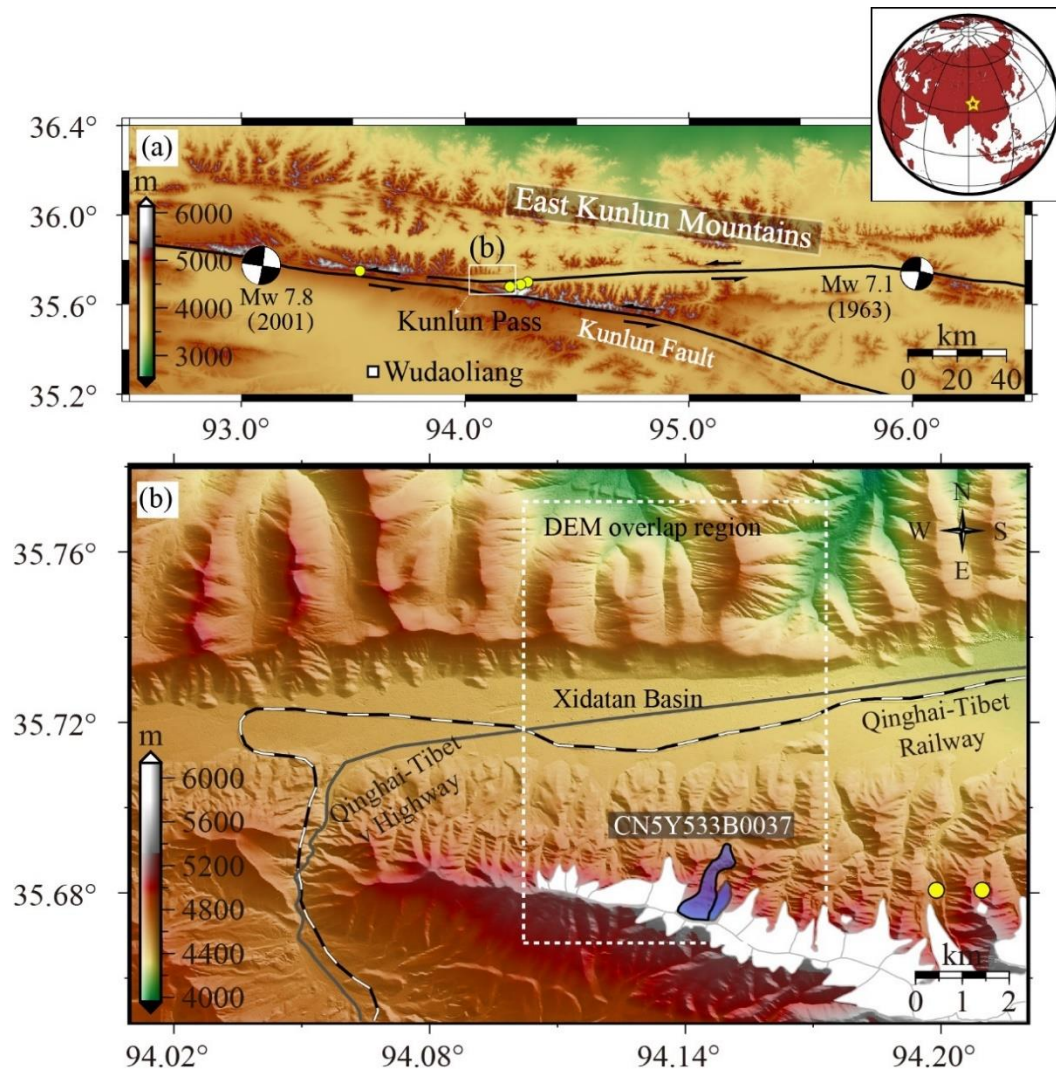 (a)
m
6000
5000
4000
3000
36.4°
36.0°
35.6°
35.2°
East Kunlun Mountains
(b)
Mw 7.8
(2001)
Mw 7.1
(1963)
Kunlun Pass
Kunlun Fault
Wudaoliang
km
0 20 40
93.0° 94.0° 95.0° 96.0°
(b)
35.76°
35.72°
35.68°
DEM overlap region
N
W S
E
Xidatan Basin
Qinghai-Tibet
Railway
Qinghai-Tibet
y Highway
CN5Y533B0037
m
6000
5600
5200
4800
4400
4000
km
0 1 2
94.02° 94.08° 94.14° 94.20°